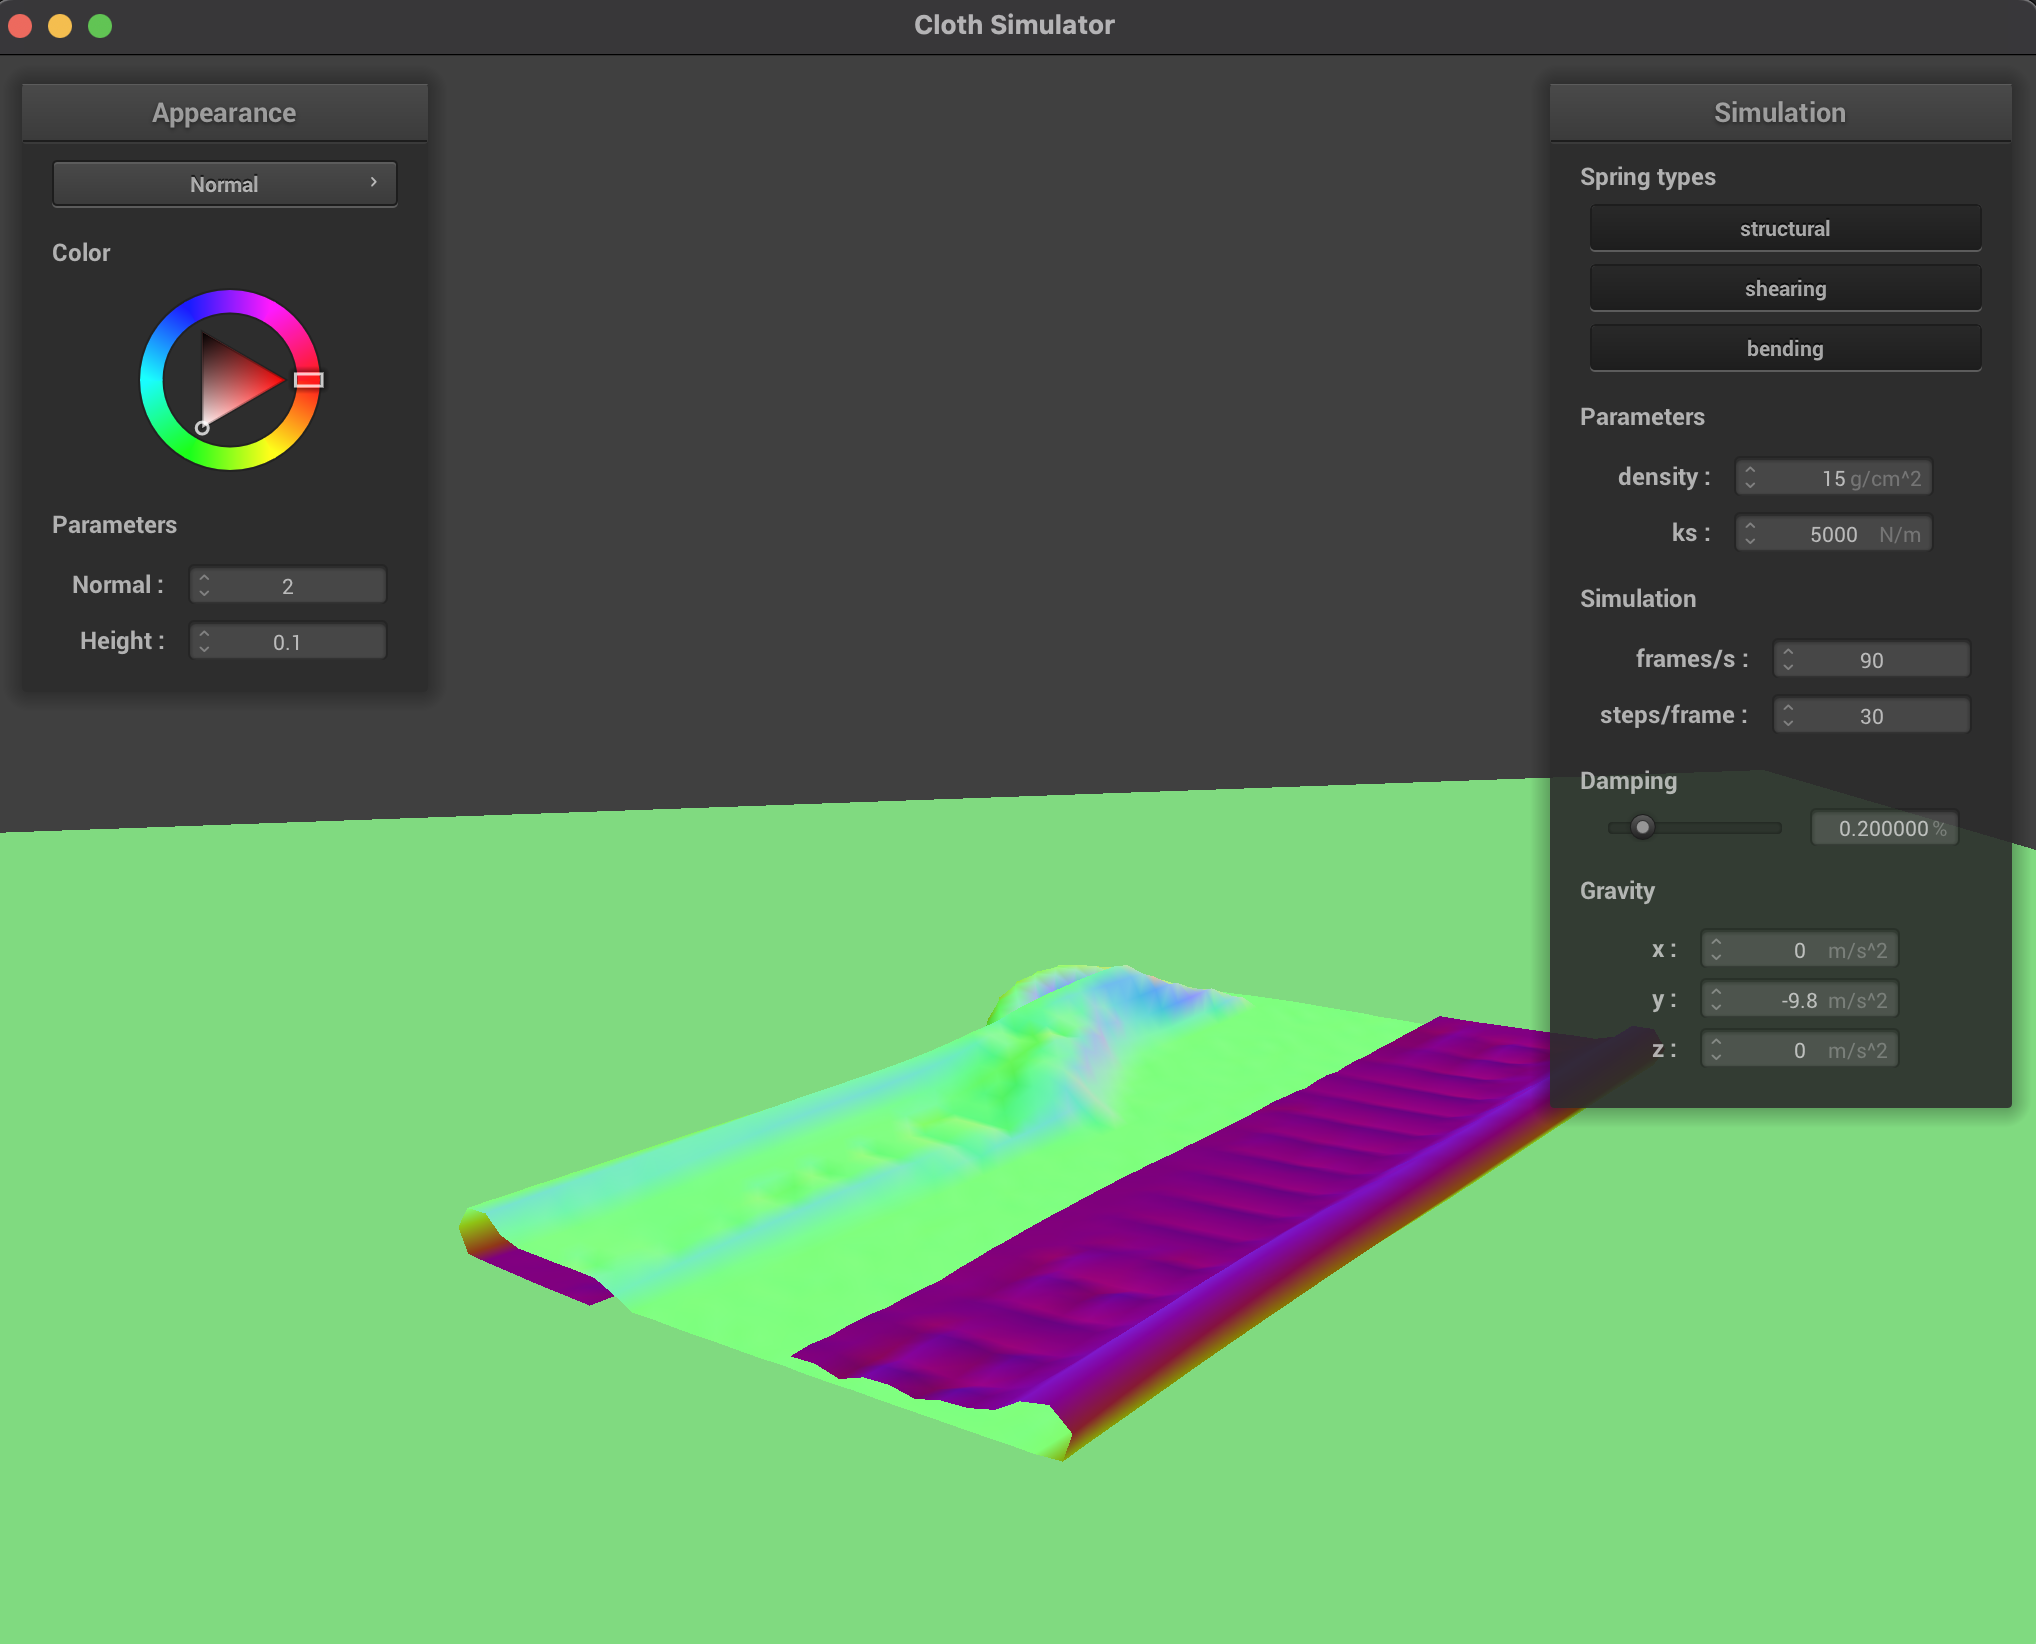 Cloth Simulator
Appearance
Normal
Color
Parameters
Normal : 2
Height : 0.1
Simulation
Spring types
structural
shearing
bending
Parameters
density : 15 g/cm^2
ks : 5000 N/m
Simulation
frames/s : 90
steps/frame : 30
Damping
0.200000 %
Gravity
x : 0 m/s^2
y : -9.8 m/s^2
z : 0 m/s^2